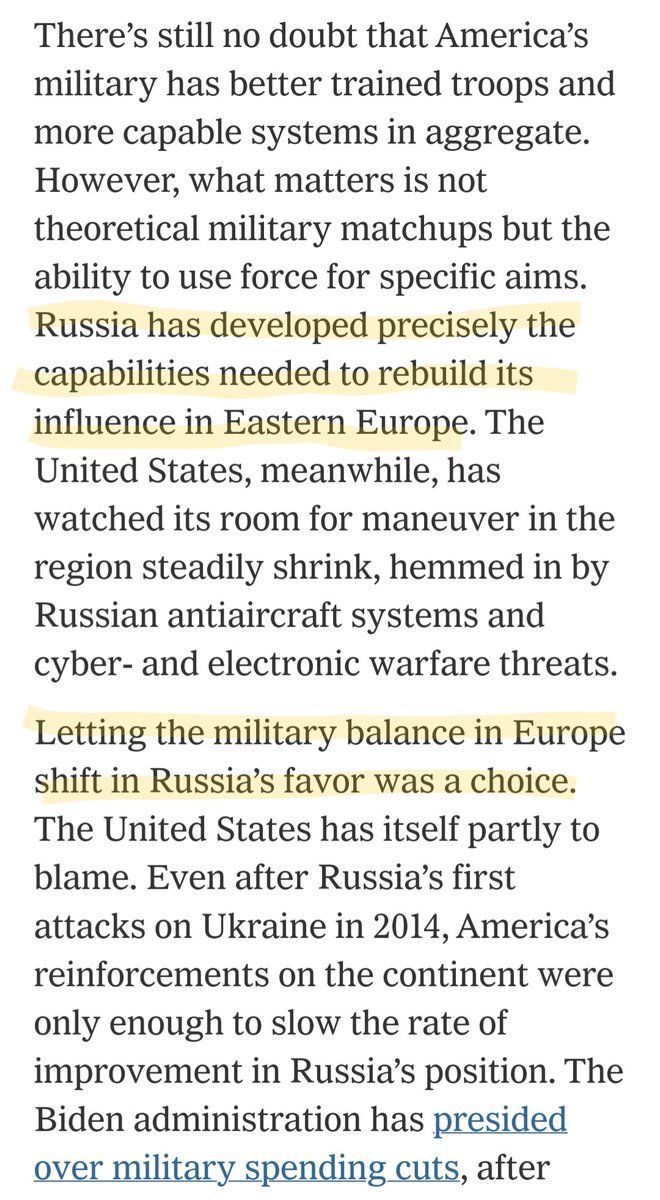 There’s still no doubt that America’s
military has better trained troops and
more capable systems in aggregate.
However, what matters is not
theoretical military matchups but the
ability to use force for specific aims.
Russia has developed precisely the
capabilities needed to rebuild its
influence in Eastern Europe. The
United States, meanwhile, has
watched its room for maneuver in the
region steadily shrink, hemmed in by
Russian antiaircraft systems and
cyber- and electronic warfare threats.
Letting the military balance in Europe
shift in Russia’s favor was a choice.
The United States has itself partly to
blame. Even after Russia’s first
attacks on Ukraine in 2014, America’s
reinforcements on the continent were
only enough to slow the rate of
improvement in Russia’s position. The
Biden administration has presided
over military spending cuts, after